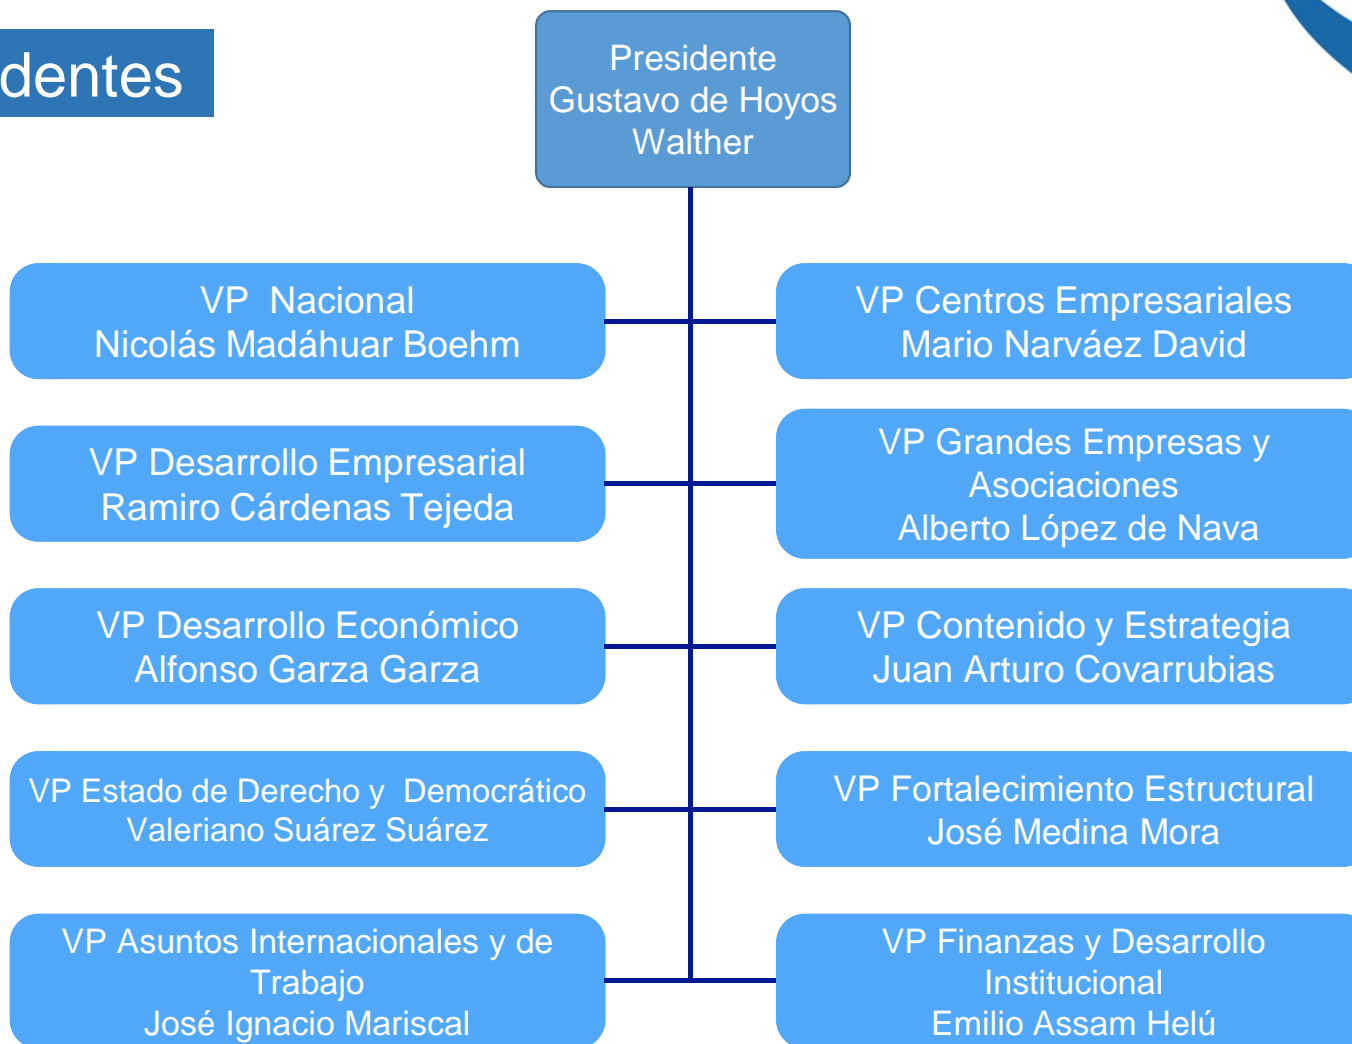 dentes
Presidente
Gustavo de Hoyos
Walther
VP  Nacional
Nicolás Madáhuar Boehm
VP Centros Empresariales
Mario Narváez David
VP Desarrollo Empresarial
Ramiro Cárdenas Tejeda
VP Grandes Empresas y
Asociaciones
Alberto López de Nava
VP Desarrollo Económico
Alfonso Garza Garza
VP Contenido y Estrategia
Juan Arturo Covarrubias
VP Estado de Derecho y  Democrático
Valeriano Suárez Suárez
VP Fortalecimiento Estructural
José Medina Mora
VP Asuntos Internacionales y de
Trabajo
José Ignacio Mariscal
VP Finanzas y Desarrollo
Institucional
Emilio Assam Helú